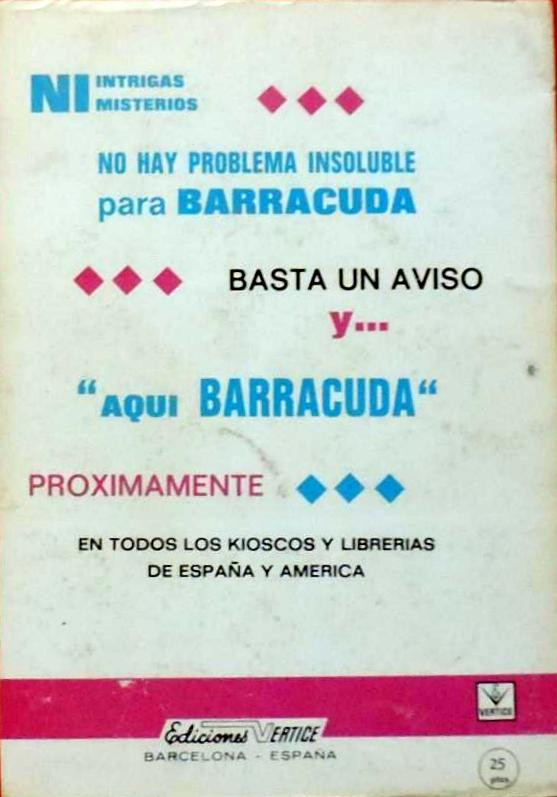 NI INTRIGAS
MISTERIOS
NO HAY PROBLEMA INSOLUBLE
para BARRACUDA
BASTA UN AVISO
y...
“AQUI BARRACUDA“
PROXIMAMENTE
EN TODOS LOS KIOSCOS Y LIBRERIAS
DE ESPAÑA Y AMERICA
VERTICE
Ediciones VERTICE
BARCELONA - ESPAÑA
25
ptas